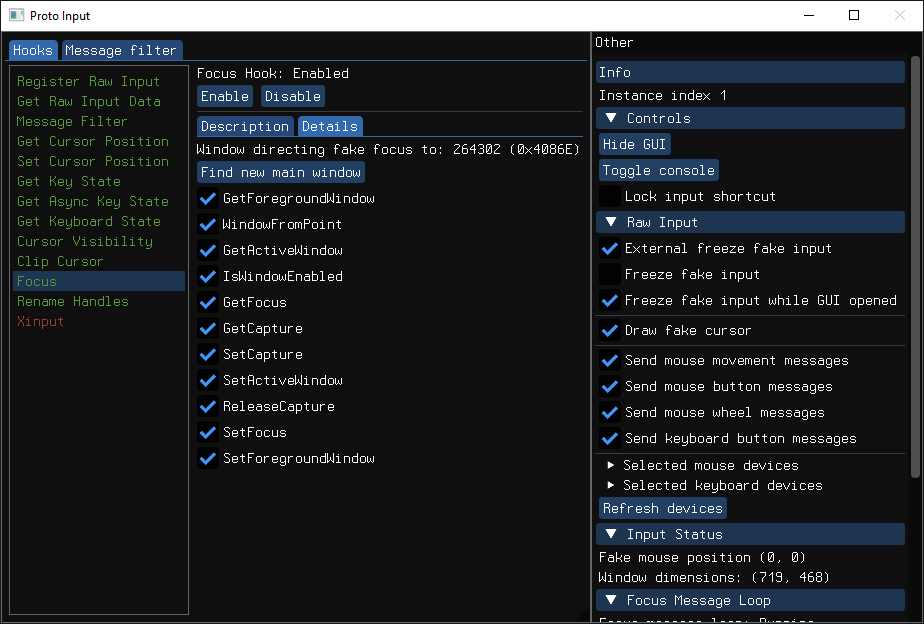 Proto Input
Hooks Message filter
Register Raw Input
Get Raw Input Data
Message Filter
Get Cursor Position
Set Cursor Position
Get Key State
Get Async Key State
Get Keyboard State
Cursor Visibility
Clip Cursor
Focus
Rename Handles
Xinput
Focus Hook: Enabled
Enable Disable
Description Details
Window directing fake focus to: 264302 (0x4086E)
Find new main window
GetForegroundWindow
WindowFromPoint
GetActiveWindow
IsWindowEnabled
GetFocus
GetCapture
SetCapture
SetActiveWindow
ReleaseCapture
SetFocus
SetForegroundWindow
Other
Info
Instance index 1
Controls
Hide GUI
Toggle console
Lock input shortcut
Raw Input
External freeze fake input
Freeze fake input
Freeze fake input while GUI opened
Draw fake cursor
Send mouse movement messages
Send mouse button messages
Send mouse wheel messages
Send keyboard button messages
Selected mouse devices
Selected keyboard devices
Refresh devices
Input Status
Fake mouse position (0, 0)
Window dimensions: (719, 468)
Focus Message Loop
Focus message loop: Running